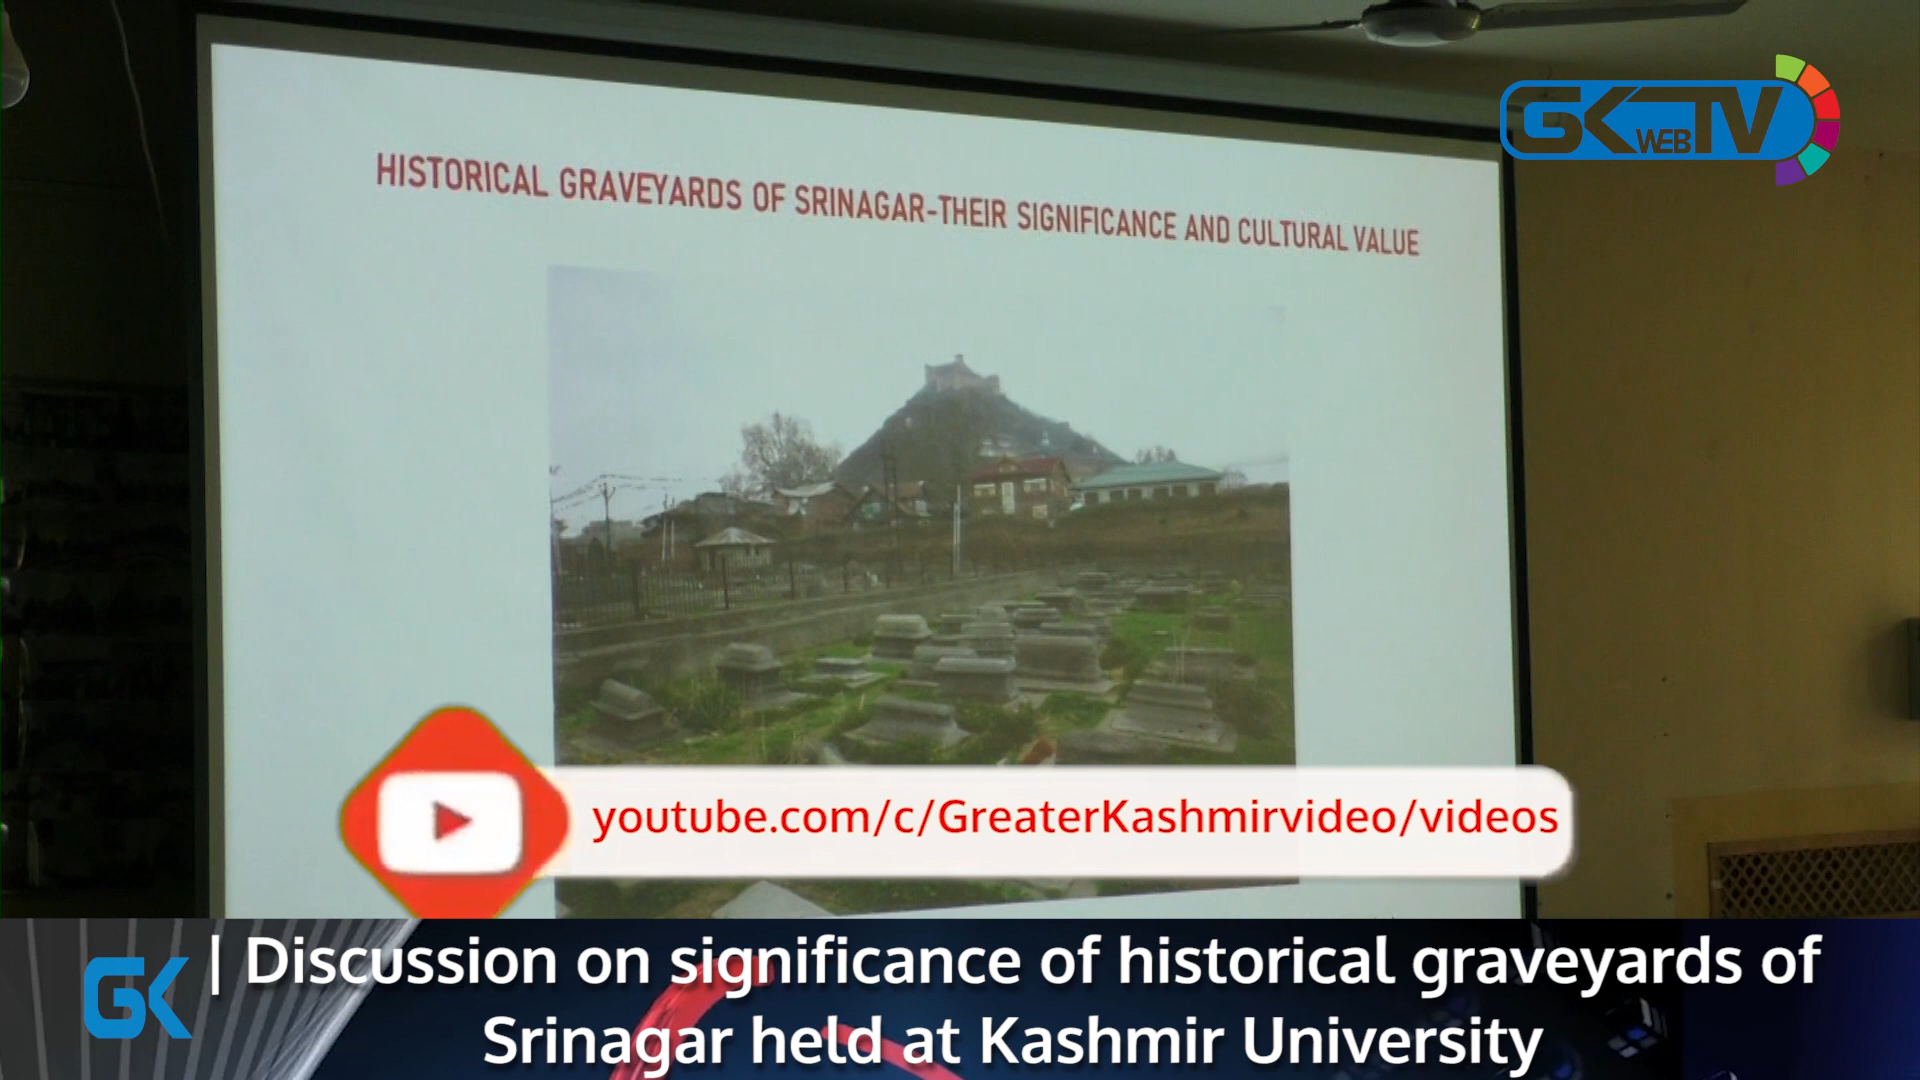 GK WEB TV
HISTORICAL GRAVEYARDS OF SRINAGAR-THEIR SIGNIFICANCE AND CULTURAL VALUE
youtube.com/c/GreaterKashmirvideo/videos
GK | Discussion on significance of historical graveyards of
Srinagar held at Kashmir University